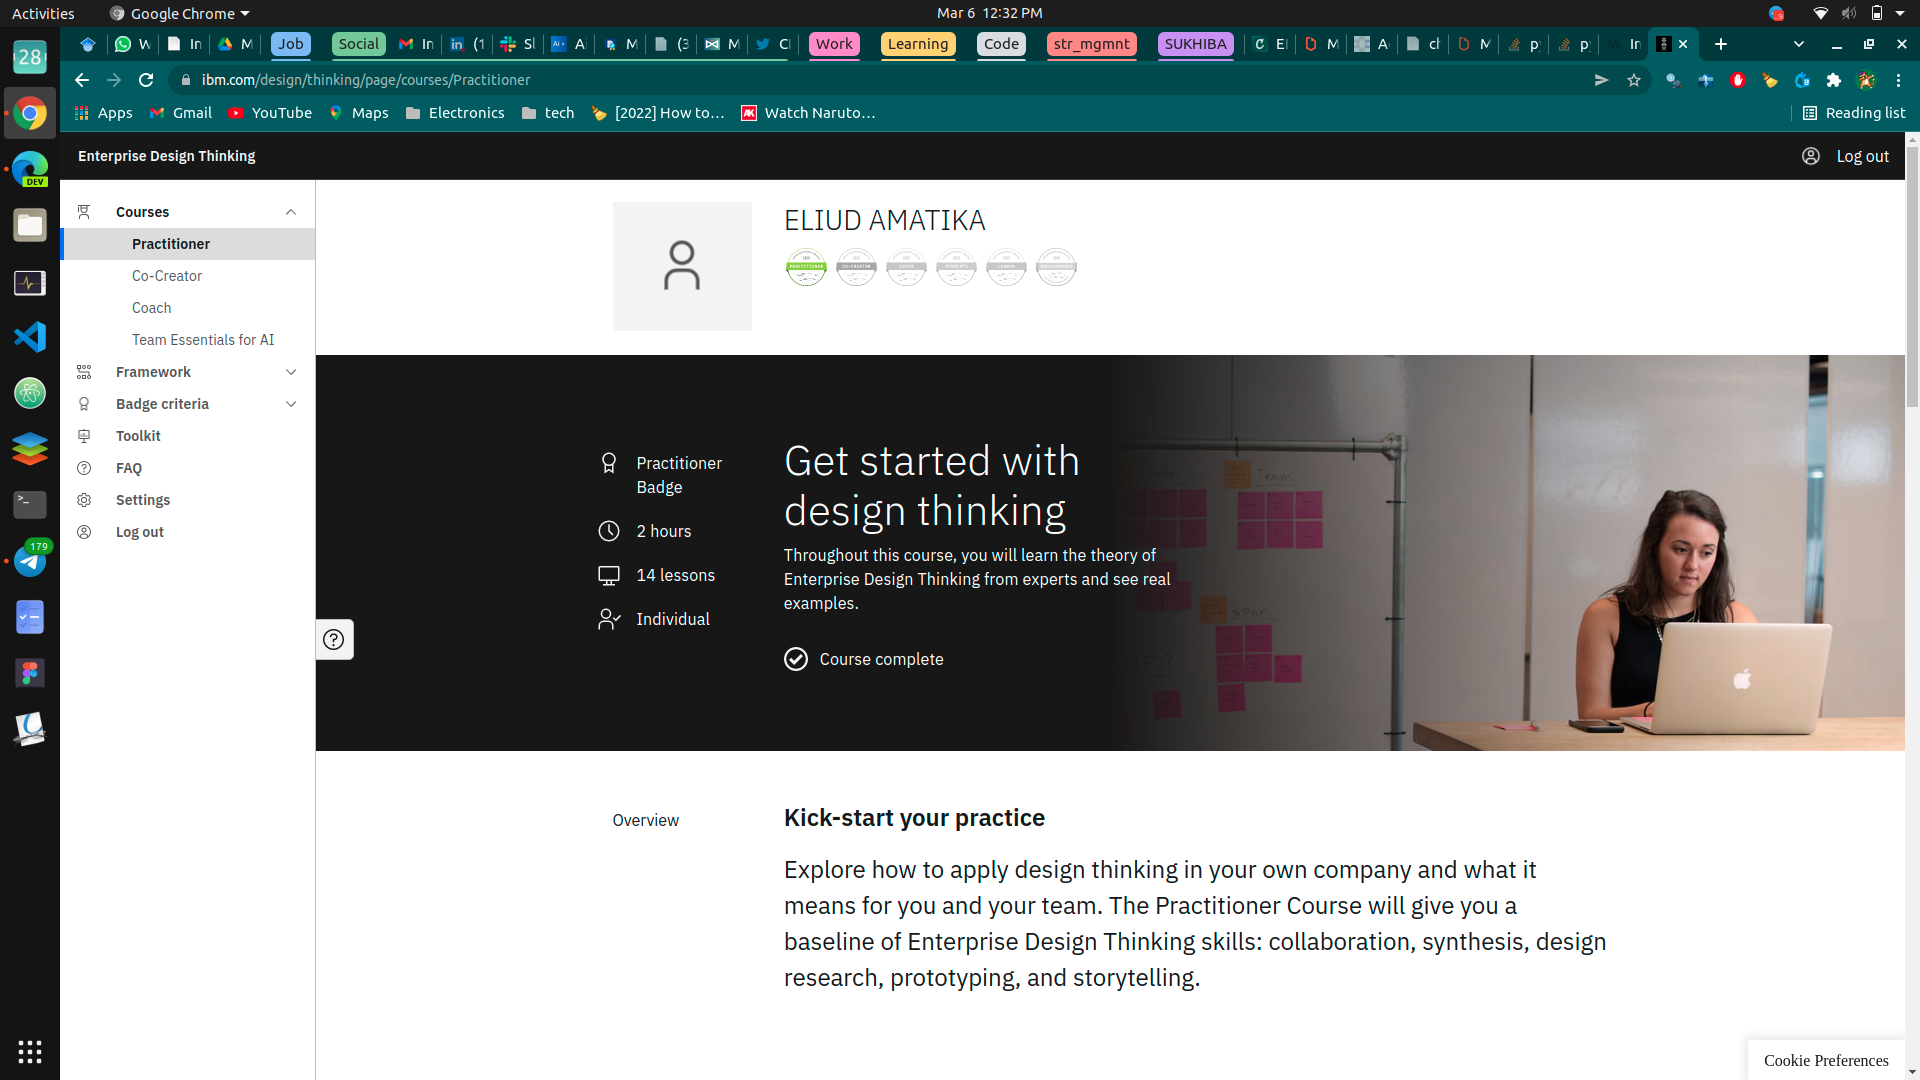 Activities
Google Chrome
Mar 6 12:32 PM
28
Job
Social
Work
Learning
Code
str_mgmnt
SUKHIBA
ibm.com/design/thinking/page/courses/Practitioner
Apps
Gmail
YouTube
Maps
Electronics
tech
[2022] How to…
Watch Naruto…
Reading list
DEV
179
Enterprise Design Thinking
Log out
Courses
Practitioner
Co-Creator
Coach
Team Essentials for AI
Framework
Badge criteria
Toolkit
FAQ
Settings
Log out
ELIUD AMATIKA
PRACTITIONER
CO-CREATOR
COACH
Practitioner
Badge
2 hours
14 lessons
Individual
Get started with
design thinking
Throughout this course, you will learn the theory of
Enterprise Design Thinking from experts and see real
examples.
Course complete
Team
Overview
Kick-start your practice
Explore how to apply design thinking in your own company and what it
means for you and your team. The Practitioner Course will give you a
baseline of Enterprise Design Thinking skills: collaboration, synthesis, design
research, prototyping, and storytelling.
Cookie Preferences